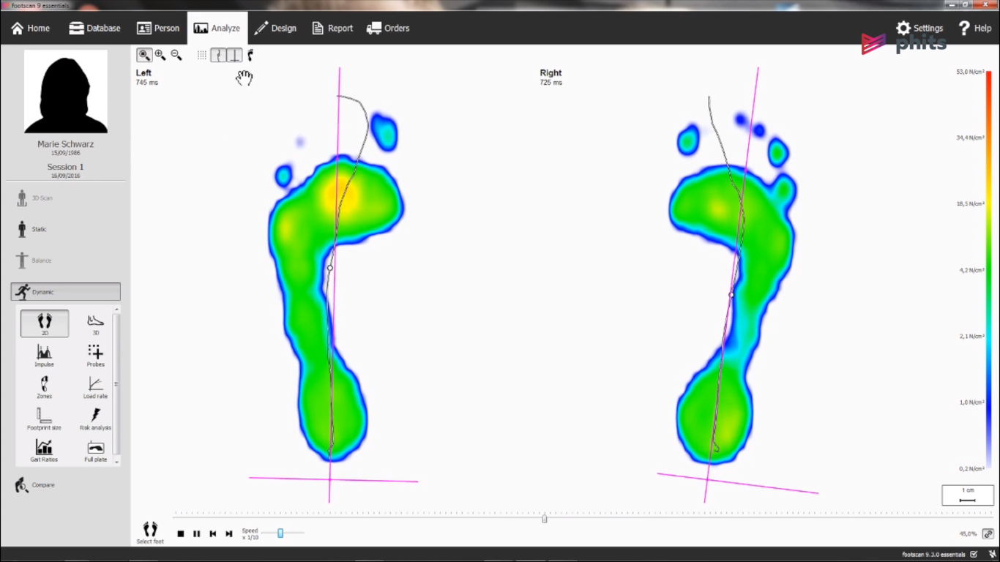 footscan 9 essentials
Home Database Person Analyze Design Report Orders Settings Help
phits
Left
745 ms
Right
725 ms
53,0 N/cm²
34,4 N/cm²
18,5 N/cm²
4,2 N/cm²
2,1 N/cm²
1,0 N/cm²
0,2 N/cm²
Marie Schwarz
15/09/1986
Session 1
16/09/2016
3D Scan
Static
Balance
Dynamic
2D 3D
Impulse Probes
Zones Load rate
Footprint size Risk analysis
Gait Ratios Full plate
Compare
1 cm
Select feet
Speed
x 1/10
45,0%
footscan 9.3.0 essentials